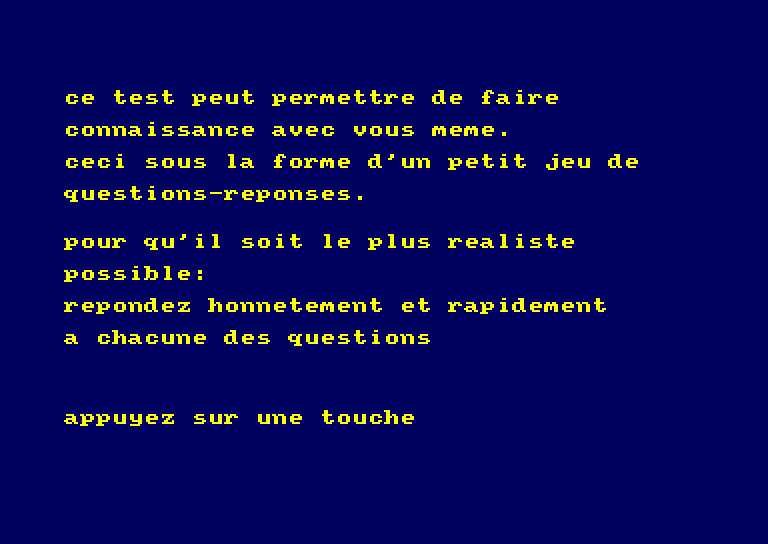 ce test peut permettre de faire
connaissance avec vous meme.
ceci sous la forme d'un petit jeu de
questions-reponses.
pour qu'il soit le plus realiste
possible:
repondez honnetement et rapidement
a chacune des questions
appuyez sur une touche